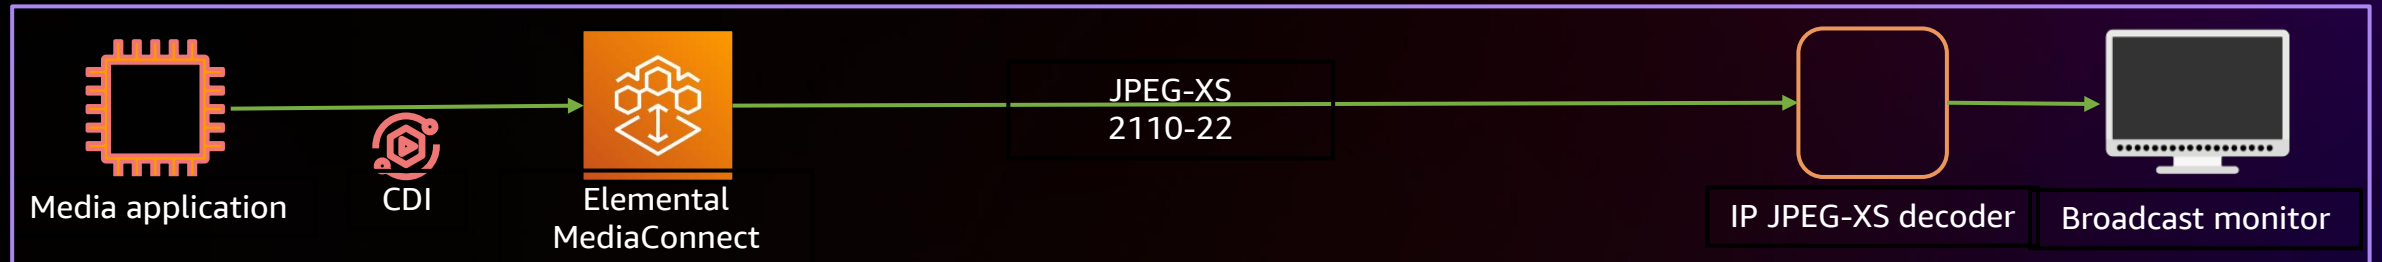 Media application
CDI
Elemental
MediaConnect
JPEG-XS
2110-22
IP JPEG-XS decoder
Broadcast monitor